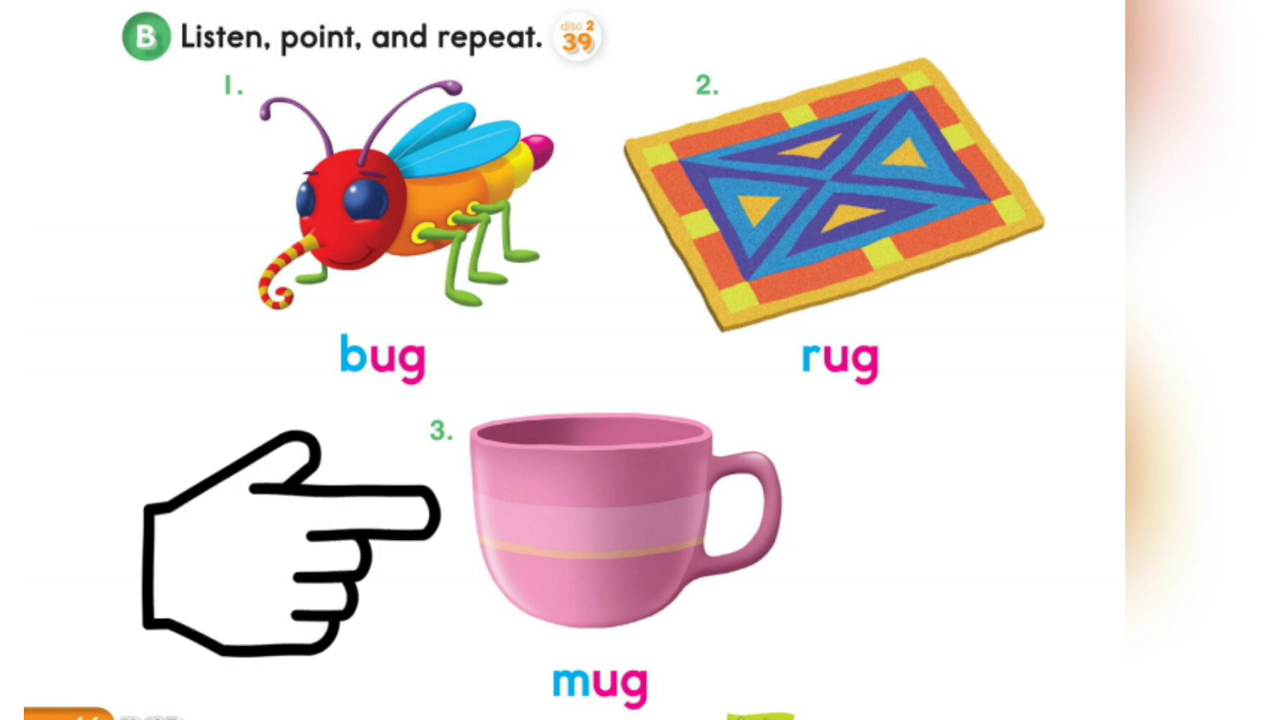 B Listen, point, and repeat. disc 2 39
1.
bug
2.
rug
3.
mug